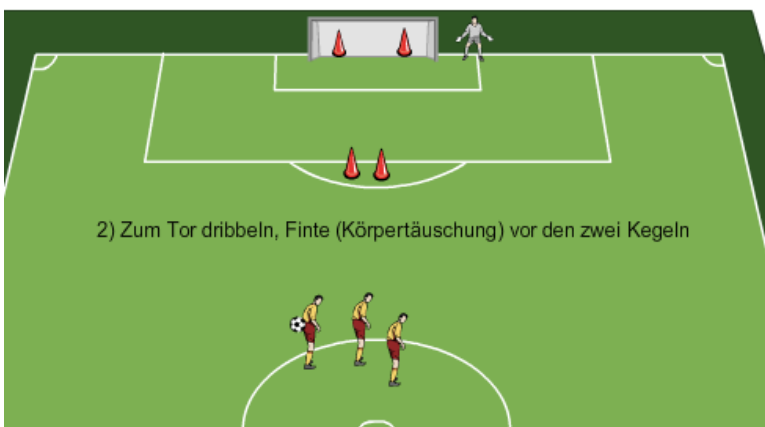 2) Zum Tor dribbeln, Finte (Körpertäuschung) vor den zwei Kegeln